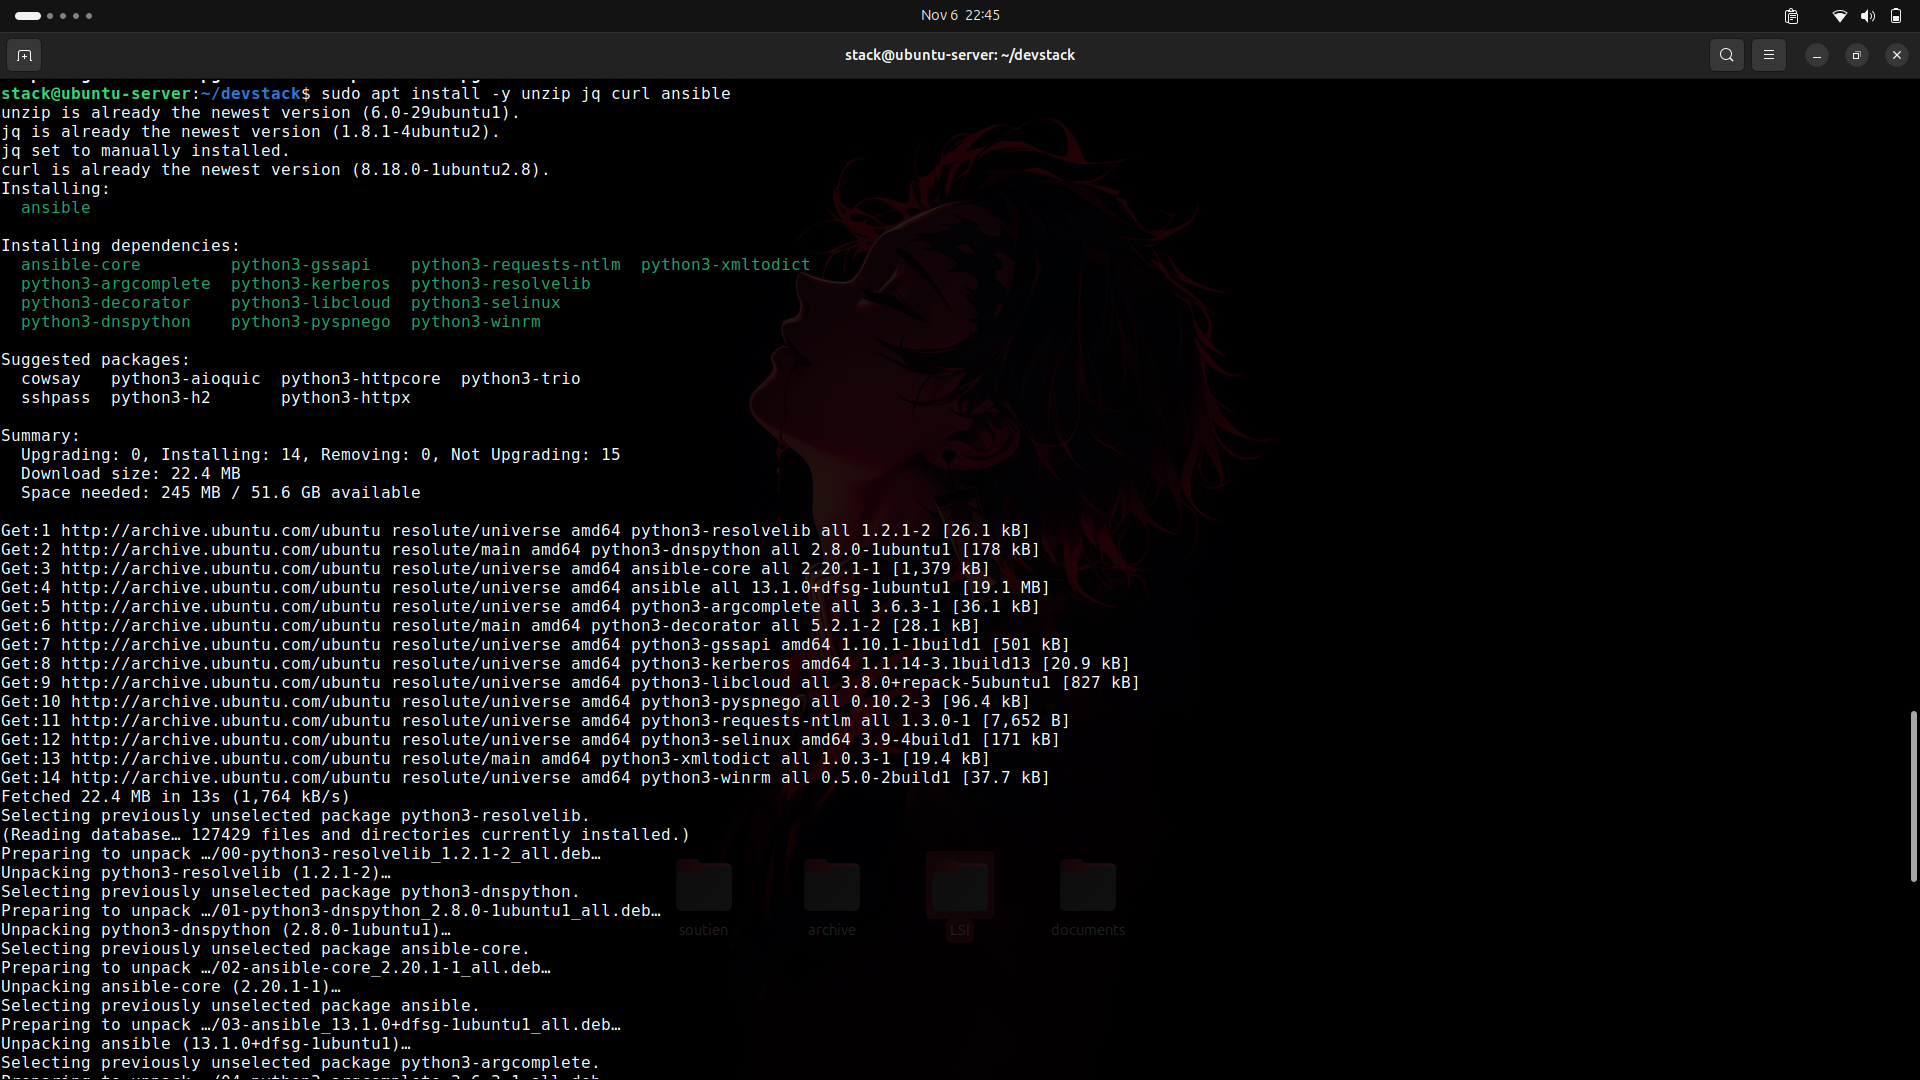 Nov 6 22:45
stack@ubuntu-server: ~/devstack
stack@ubuntu-server:~/devstack$ sudo apt install -y unzip jq curl ansible
unzip is already the newest version (6.0-29ubuntu1).
jq is already the newest version (1.8.1-4ubuntu2).
jq set to manually installed.
curl is already the newest version (8.18.0-1ubuntu2.8).
Installing:
  ansible
Installing dependencies:
  ansible-core         python3-gssapi    python3-requests-ntlm  python3-xmltodict
  python3-argcomplete  python3-kerberos  python3-resolvelib
  python3-decorator    python3-libcloud  python3-selinux
  python3-dnspython    python3-pyspnego  python3-winrm
Suggested packages:
  cowsay   python3-aioquic  python3-httpcore  python3-trio
  sshpass  python3-h2       python3-httpx
Summary:
  Upgrading: 0, Installing: 14, Removing: 0, Not Upgrading: 15
  Download size: 22.4 MB
  Space needed: 245 MB / 51.6 GB available
Get:1 http://archive.ubuntu.com/ubuntu resolute/universe amd64 python3-resolvelib all 1.2.1-2 [26.1 kB]
Get:2 http://archive.ubuntu.com/ubuntu resolute/main amd64 python3-dnspython all 2.8.0-1ubuntu1 [178 kB]
Get:3 http://archive.ubuntu.com/ubuntu resolute/universe amd64 ansible-core all 2.20.1-1 [1,379 kB]
Get:4 http://archive.ubuntu.com/ubuntu resolute/universe amd64 ansible all 13.1.0+dfsg-1ubuntu1 [19.1 MB]
Get:5 http://archive.ubuntu.com/ubuntu resolute/universe amd64 python3-argcomplete all 3.6.3-1 [36.1 kB]
Get:6 http://archive.ubuntu.com/ubuntu resolute/main amd64 python3-decorator all 5.2.1-2 [28.1 kB]
Get:7 http://archive.ubuntu.com/ubuntu resolute/universe amd64 python3-gssapi amd64 1.10.1-1build1 [501 kB]
Get:8 http://archive.ubuntu.com/ubuntu resolute/universe amd64 python3-kerberos amd64 1.1.14-3.1build13 [20.9 kB]
Get:9 http://archive.ubuntu.com/ubuntu resolute/universe amd64 python3-libcloud all 3.8.0+repack-5ubuntu1 [827 kB]
Get:10 http://archive.ubuntu.com/ubuntu resolute/universe amd64 python3-pyspnego all 0.10.2-3 [96.4 kB]
Get:11 http://archive.ubuntu.com/ubuntu resolute/universe amd64 python3-requests-ntlm all 1.3.0-1 [7,652 B]
Get:12 http://archive.ubuntu.com/ubuntu resolute/universe amd64 python3-selinux amd64 3.9-4build1 [171 kB]
Get:13 http://archive.ubuntu.com/ubuntu resolute/main amd64 python3-xmltodict all 1.0.3-1 [19.4 kB]
Get:14 http://archive.ubuntu.com/ubuntu resolute/universe amd64 python3-winrm all 0.5.0-2build1 [37.7 kB]
Fetched 22.4 MB in 13s (1,764 kB/s)
Selecting previously unselected package python3-resolvelib.
(Reading database… 127429 files and directories currently installed.)
Preparing to unpack …/00-python3-resolvelib_1.2.1-2_all.deb…
Unpacking python3-resolvelib (1.2.1-2)…
Selecting previously unselected package python3-dnspython.
Preparing to unpack …/01-python3-dnspython_2.8.0-1ubuntu1_all.deb…
Unpacking python3-dnspython (2.8.0-1ubuntu1)…
Selecting previously unselected package ansible-core.
Preparing to unpack …/02-ansible-core_2.20.1-1_all.deb…
Unpacking ansible-core (2.20.1-1)…
Selecting previously unselected package ansible.
Preparing to unpack …/03-ansible_13.1.0+dfsg-1ubuntu1_all.deb…
Unpacking ansible (13.1.0+dfsg-1ubuntu1)…
Selecting previously unselected package python3-argcomplete.
soutien archive LSI documents